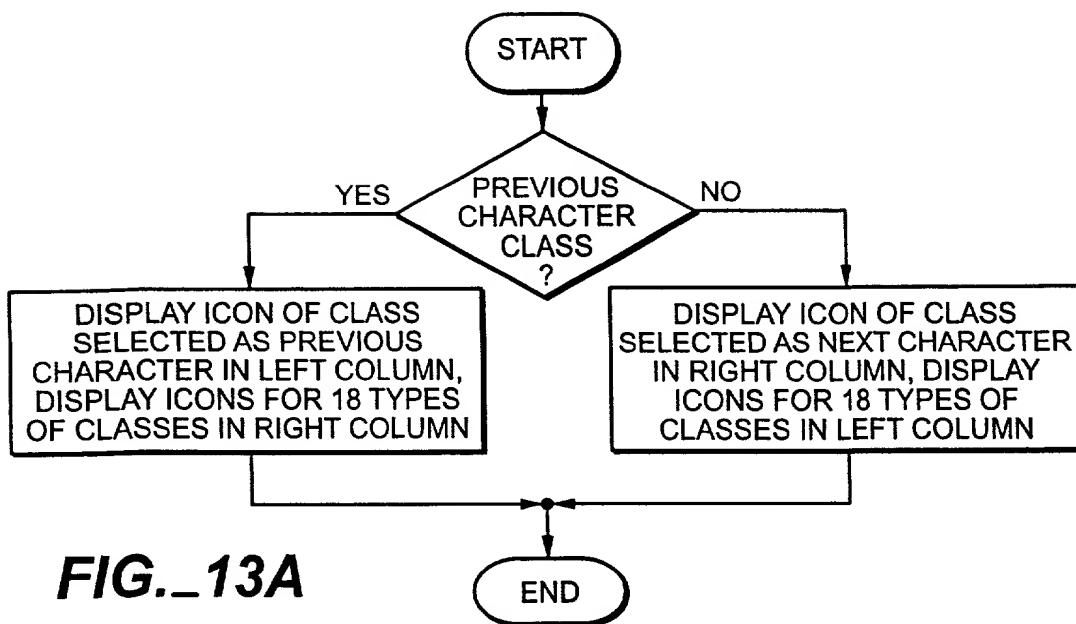 START
PREVIOUS
CHARACTER
CLASS
?
YES
NO
DISPLAY ICON OF CLASS
SELECTED AS PREVIOUS
CHARACTER IN LEFT COLUMN,
DISPLAY ICONS FOR 18 TYPES
OF CLASSES IN RIGHT COLUMN
DISPLAY ICON OF CLASS
SELECTED AS NEXT CHARACTER
IN RIGHT COLUMN, DISPLAY
ICONS FOR 18 TYPES OF
CLASSES IN LEFT COLUMN
END
FIG._13A